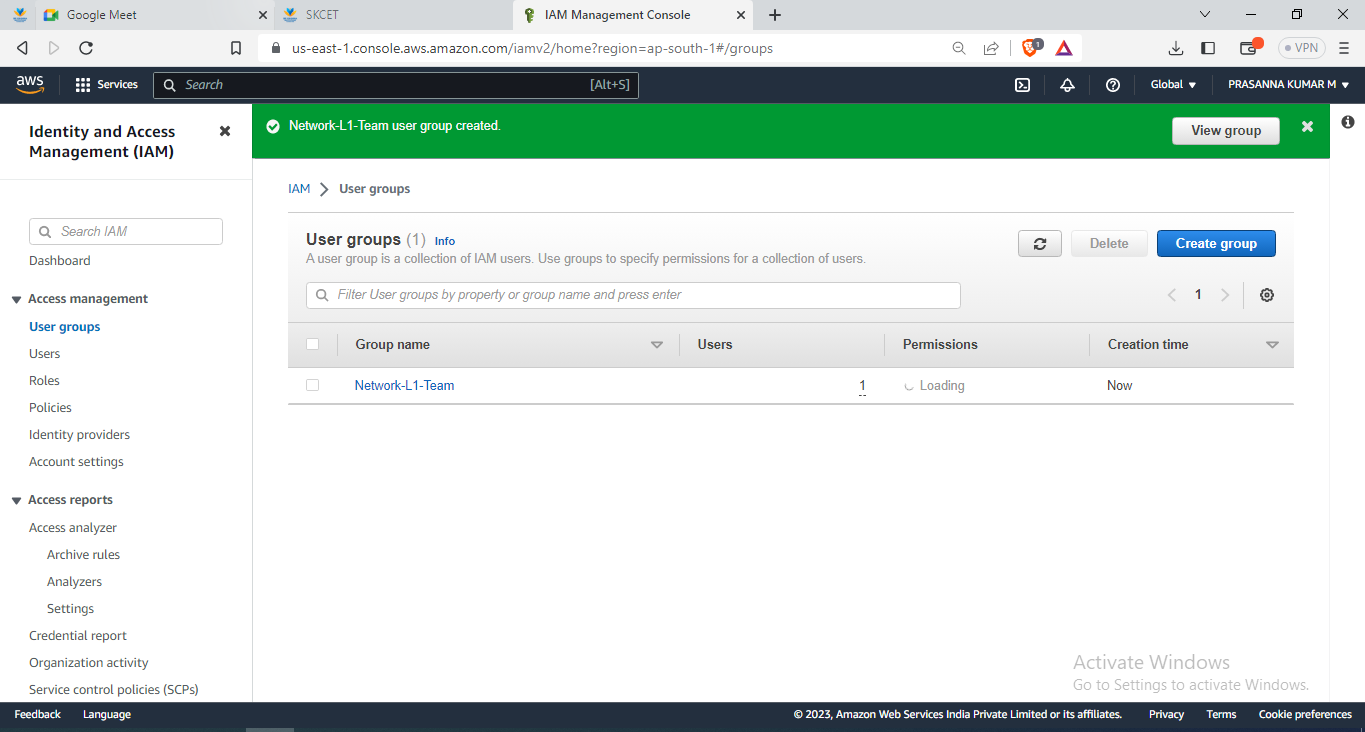 Google Meet
SKCET
IAM Management Console
us-east-1.console.aws.amazon.com/iamv2/home?region=ap-south-1#/groups
1
VPN
aws
Services
Search
[Alt+S]
Global
PRASANNA KUMAR M
Identity and Access
Management (IAM)
Search IAM
Dashboard
Access management
User groups
Users
Roles
Policies
Identity providers
Account settings
Access reports
Access analyzer
Archive rules
Analyzers
Settings
Credential report
Organization activity
Service control policies (SCPs)
Network-L1-Team user group created.
View group
IAM
User groups
User groups (1) Info
A user group is a collection of IAM users. Use groups to specify permissions for a collection of users.
Delete
Create group
Filter User groups by property or group name and press enter
1
Group name
Users
Permissions
Creation time
Network-L1-Team
1
Loading
Now
Activate Windows
Go to Settings to activate Windows.
Feedback
Language
© 2023, Amazon Web Services India Private Limited or its affiliates.
Privacy
Terms
Cookie preferences